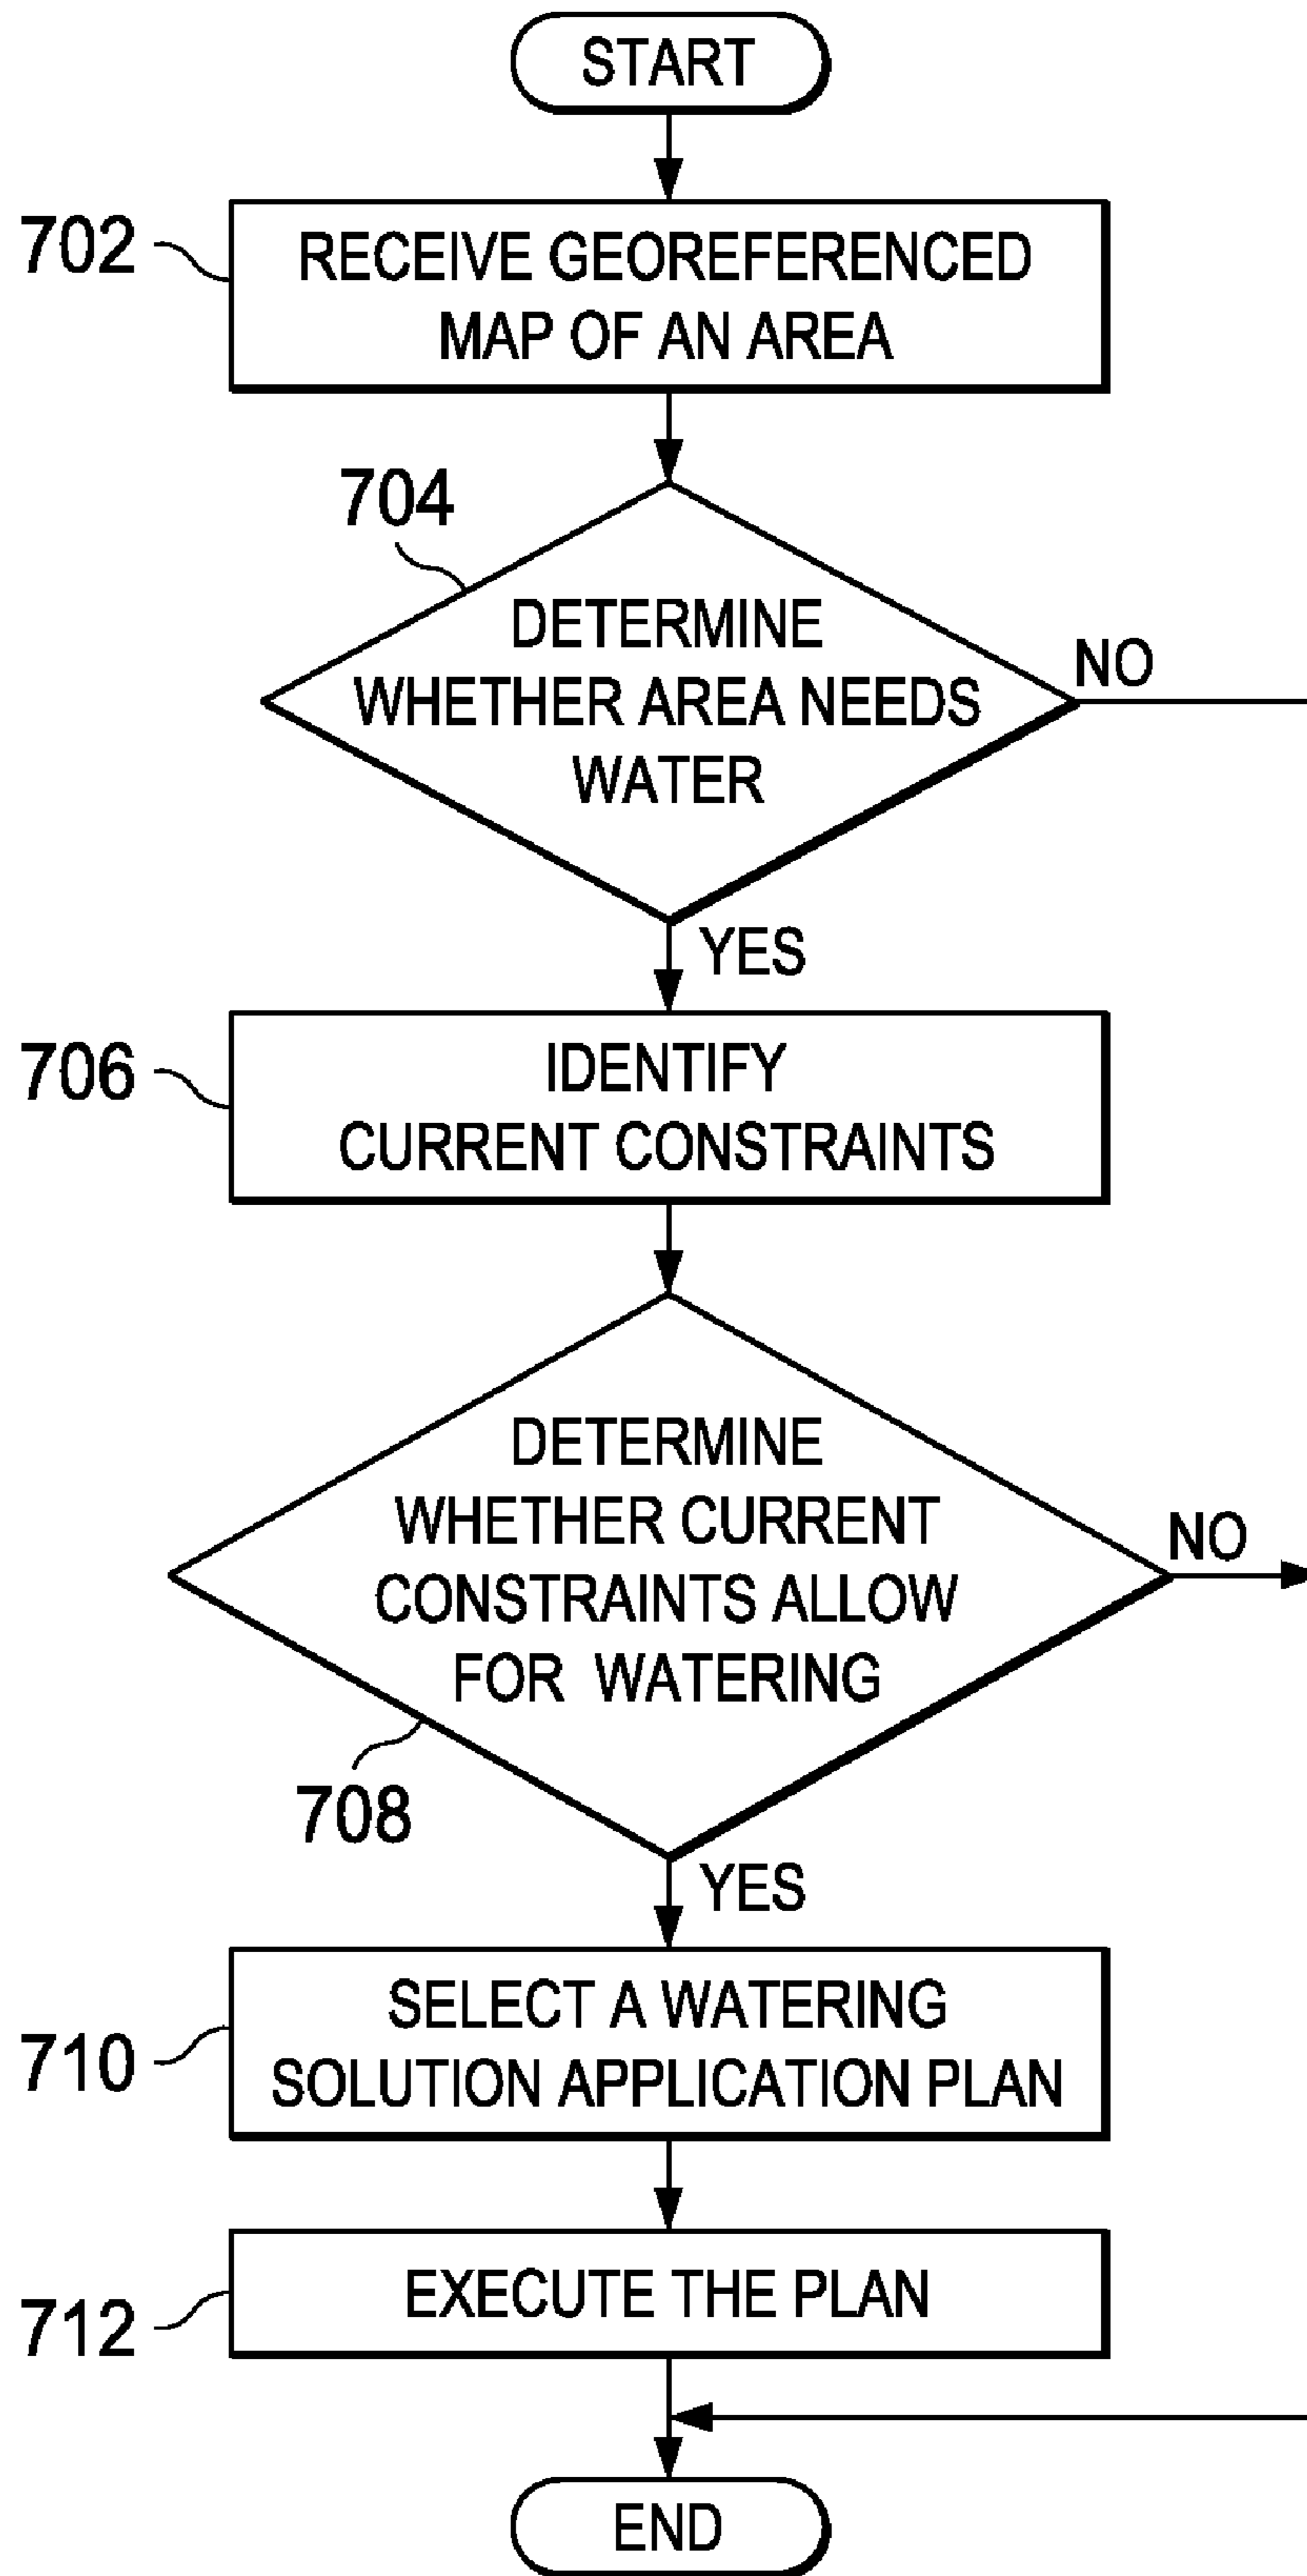 START
702
RECEIVE GEOREFERENCED
MAP OF AN AREA
704
DETERMINE
WHETHER AREA NEEDS
WATER
NO
YES
706
IDENTIFY
CURRENT CONSTRAINTS
DETERMINE
WHETHER CURRENT
CONSTRAINTS ALLOW
FOR WATERING
NO
708
YES
710
SELECT A WATERING
SOLUTION APPLICATION PLAN
712
EXECUTE THE PLAN
END